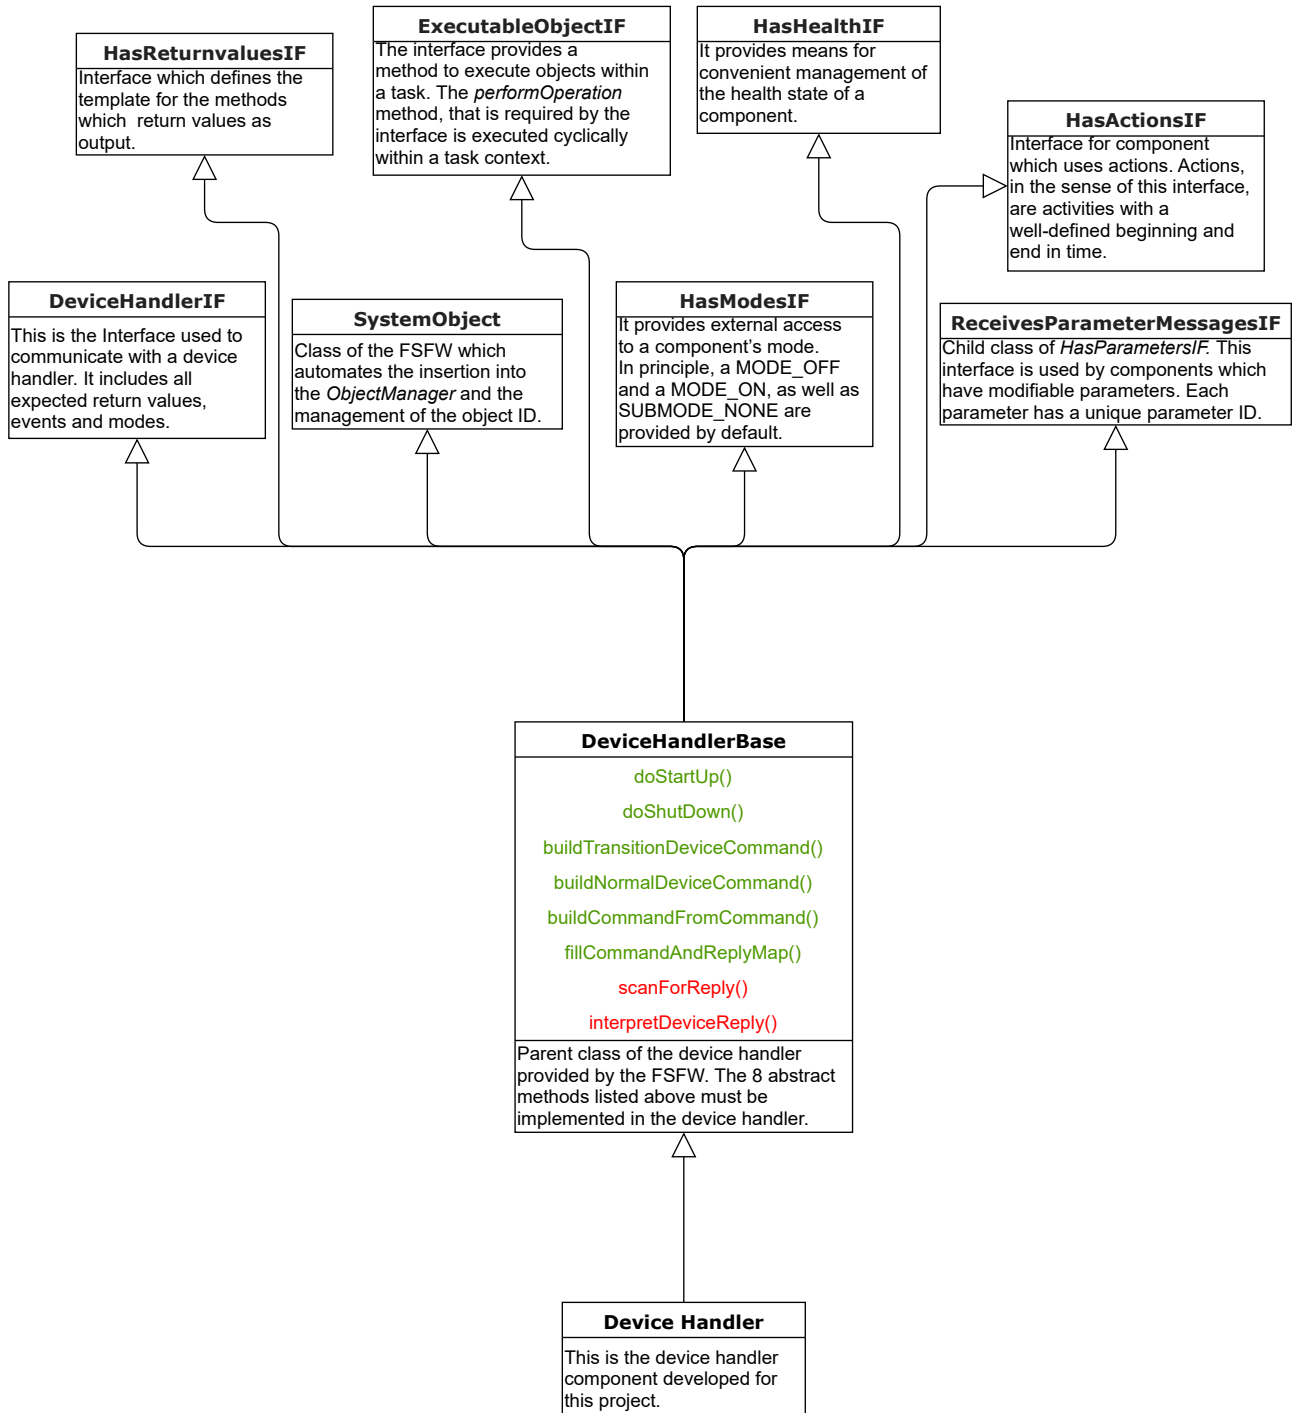 HasReturnvaluesIF
Interface which defines the
template for the methods
which return values as
output.
ExecutableObjectIF
The interface provides a
method to execute objects within
a task. The performOperation
method, that is required by the
interface is executed cyclically
within a task context.
HasHealthIF
It provides means for
convenient management of
the health state of a
component.
HasActionsIF
Interface for component
which uses actions. Actions,
in the sense of this interface,
are activities with a
well-defined beginning and
end in time.
DeviceHandlerIF
This is the Interface used to
communicate with a device
handler. It includes all
expected return values,
events and modes.
SystemObject
Class of the FSFW which
automates the insertion into
the ObjectManager and the
management of the object ID.
HasModesIF
It provides external access
to a component's mode.
In principle, a MODE_OFF
and a MODE_ON, as well as
SUBMODE_NONE are
provided by default.
ReceivesParameterMessagesIF
Child class of HasParametersIF. This
interface is used by components which
have modifiable parameters. Each
parameter has a unique parameter ID.
DeviceHandlerBase
doStartUp()
doShutDown()
buildTransitionDeviceCommand()
buildNormalDeviceCommand()
buildCommandFromCommand()
fillCommandAndReplyMap()
scanForReply()
interpretDeviceReply()
Parent class of the device handler
provided by the FSFW. The 8 abstract
methods listed above must be
implemented in the device handler.
Device Handler
This is the device handler
component developed for
this project.